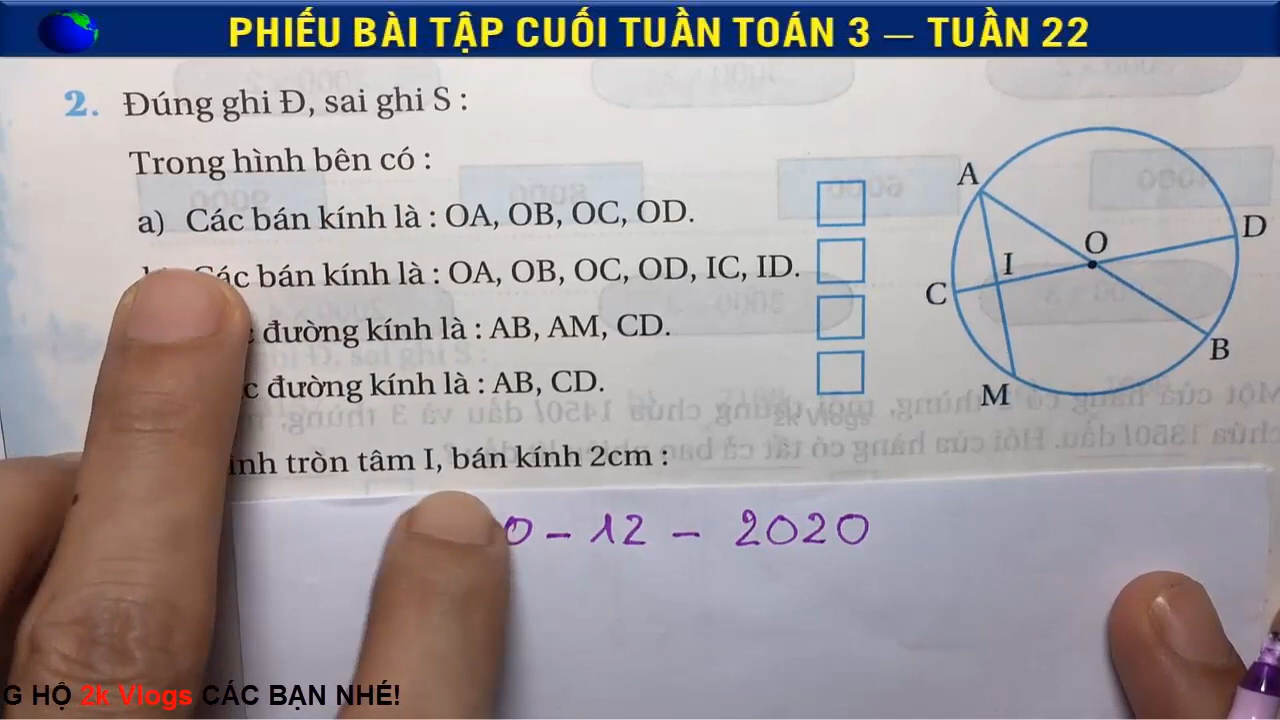 PHIẾU BÀI TẬP CUỐI TUẦN TOÁN 3 – TUẦN 22
2. Đúng ghi Đ, sai ghi S :
Trong hình bên có :
a) Các bán kính là : OA, OB, OC, OD.
Các bán kính là : OA, OB, OC, OD, IC, ID.
đường kính là : AB, AM, CD.
c đường kính là : AB, CD.
A
D
O
I
C
B
M
2k Vlogs
tròn tâm I, bán kính 2cm :
0 - 12 - 2020
G HỘ 2k Vlogs CÁC BẠN NHÉ!